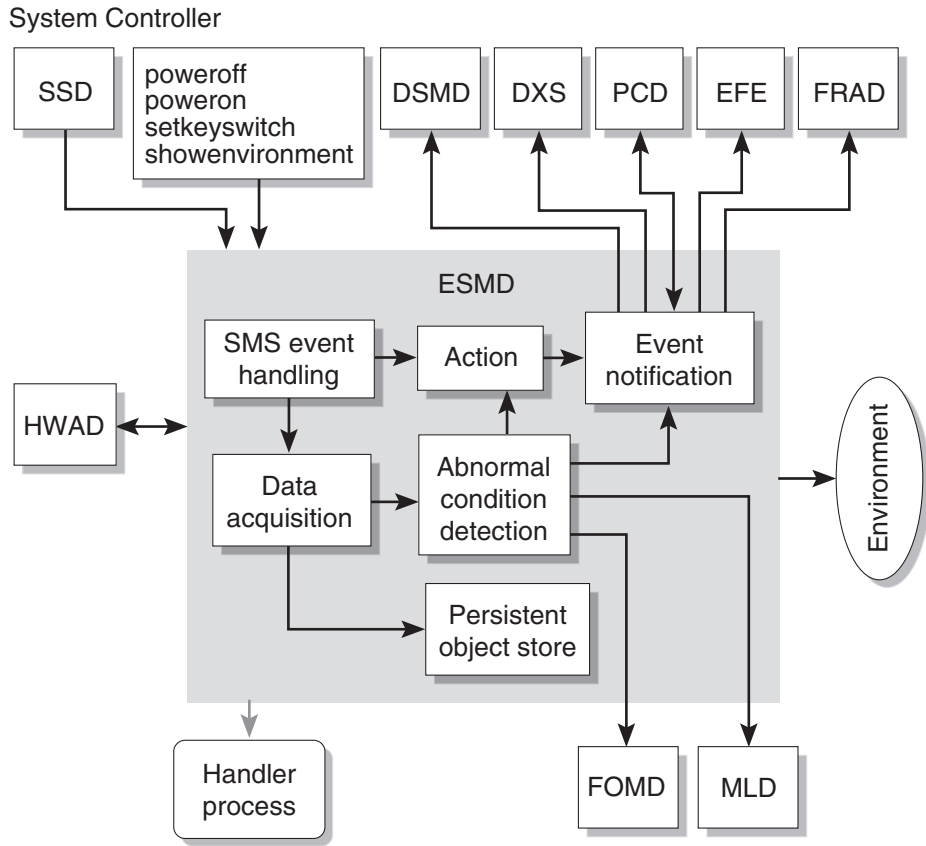 System Controller
SSD
poweroff
poweron
setkeyswitch
showenvironment
DSMD
DXS
PCD
EFE
FRAD
ESMD
SMS event
handling
Action
Event
notification
HWAD
Data
acquisition
Abnormal
condition
detection
Environment
Persistent
object store
Handler
process
FOMD
MLD